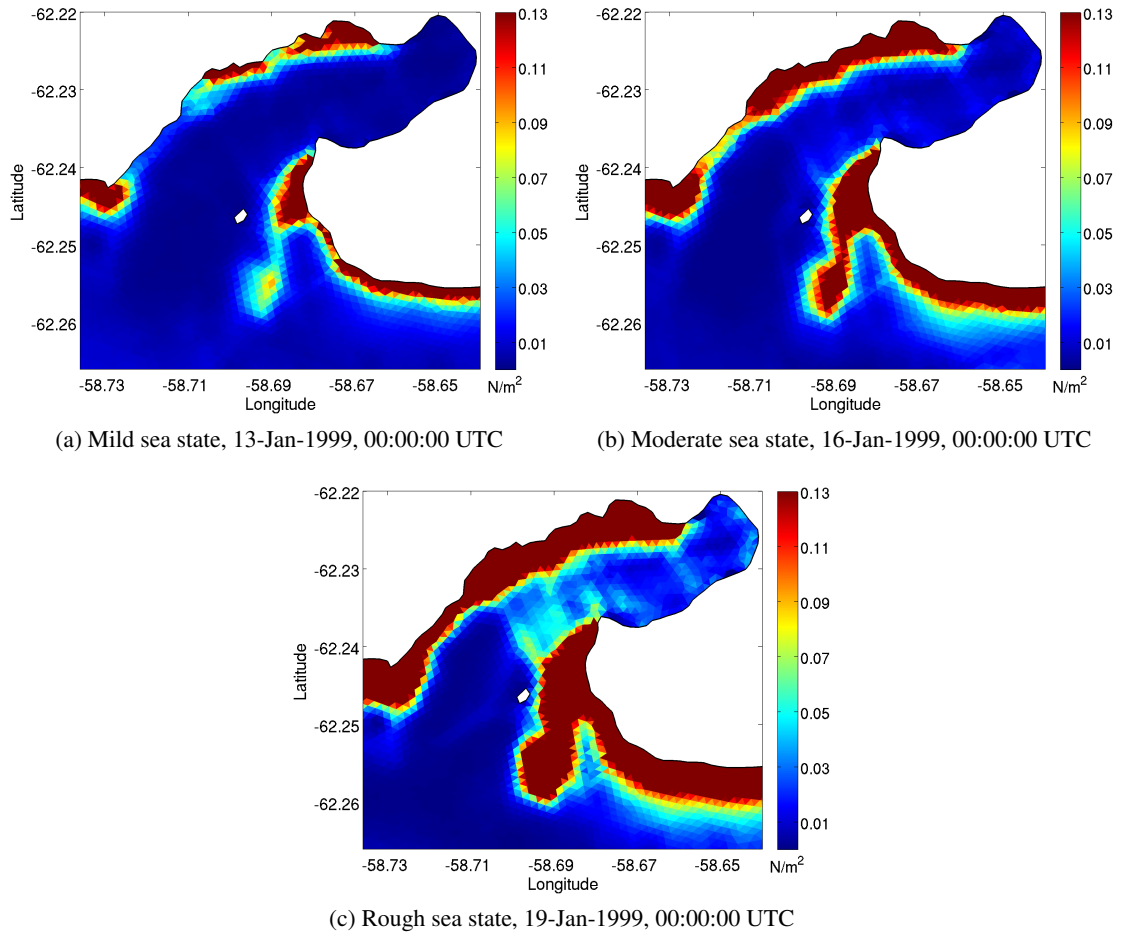 -62.22
-62.23
-62.24
-62.25
-62.26
Latitude
-58.73 -58.71 -58.69 -58.67 -58.65
Longitude
0.13
0.11
0.09
0.07
0.05
0.03
0.01
N/m²
(a) Mild sea state, 13-Jan-1999, 00:00:00 UTC
-62.22
-62.23
-62.24
-62.25
-62.26
Latitude
-58.73 -58.71 -58.69 -58.67 -58.65
Longitude
0.13
0.11
0.09
0.07
0.05
0.03
0.01
N/m²
(b) Moderate sea state, 16-Jan-1999, 00:00:00 UTC
-62.22
-62.23
-62.24
-62.25
-62.26
Latitude
-58.73 -58.71 -58.69 -58.67 -58.65
Longitude
0.13
0.11
0.09
0.07
0.05
0.03
0.01
N/m²
(c) Rough sea state, 19-Jan-1999, 00:00:00 UTC